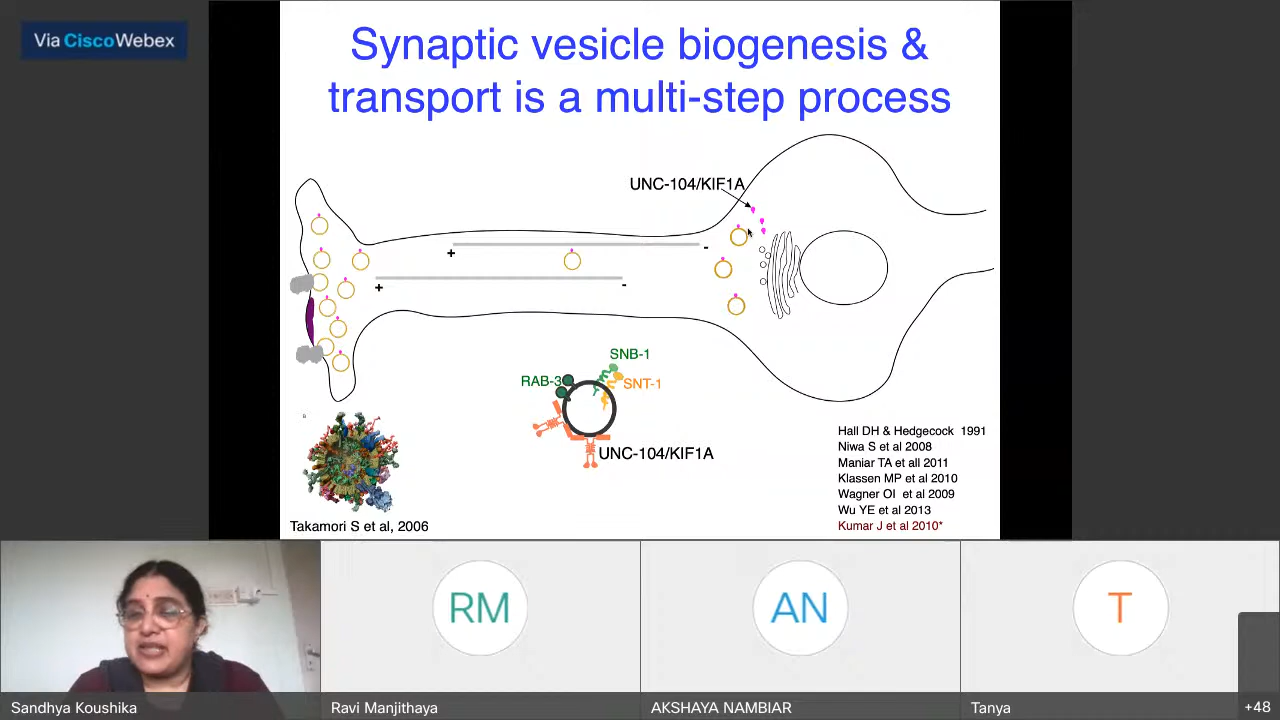 Via Cisco Webex
Synaptic vesicle biogenesis &
transport is a multi-step process
UNC-104/KIF1A
+
-
+
-
SNB-1
RAB-3
SNT-1
UNC-104/KIF1A
Takamori S et al, 2006
Hall DH & Hedgecock 1991
Niwa S et al 2008
Maniar TA et all 2011
Klassen MP et al 2010
Wagner OI et al 2009
Wu YE et al 2013
Kumar J et al 2010*
RM
AN
T
Sandhya Koushika
Ravi Manjithaya
AKSHAYA NAMBIAR
Tanya
+48